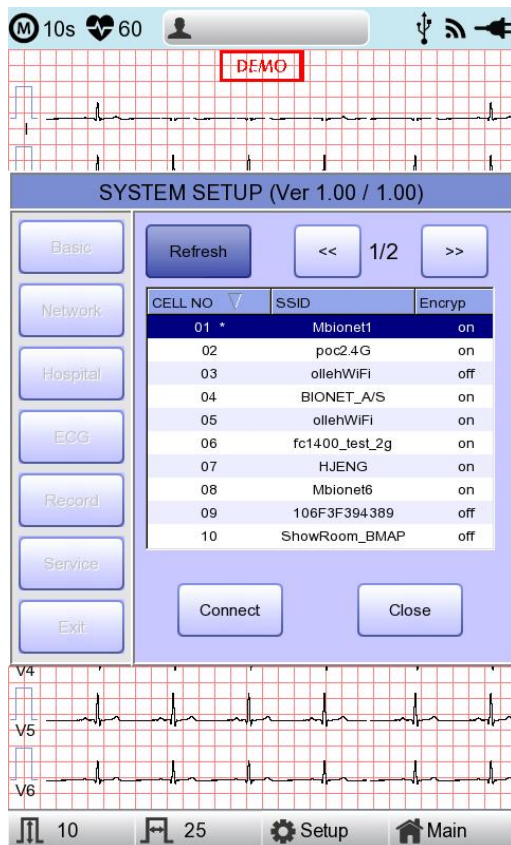 M 10s 60
DEMO
I
SYSTEM SETUP (Ver 1.00 / 1.00)
Basic
Network
Hospital
ECG
Record
Service
Exit
Refresh << 1/2 >>
CELL NO SSID Encryp
01 * Mbionet1 on
02 poc2.4G on
03 ollehWiFi off
04 BIONET_A/S on
05 ollehWiFi on
06 fc1400_test_2g on
07 HJENG on
08 Mbionet6 on
09 106F3F394389 off
10 ShowRoom_BMAP off
Connect Close
V4
V5
V6
10 25 Setup Main